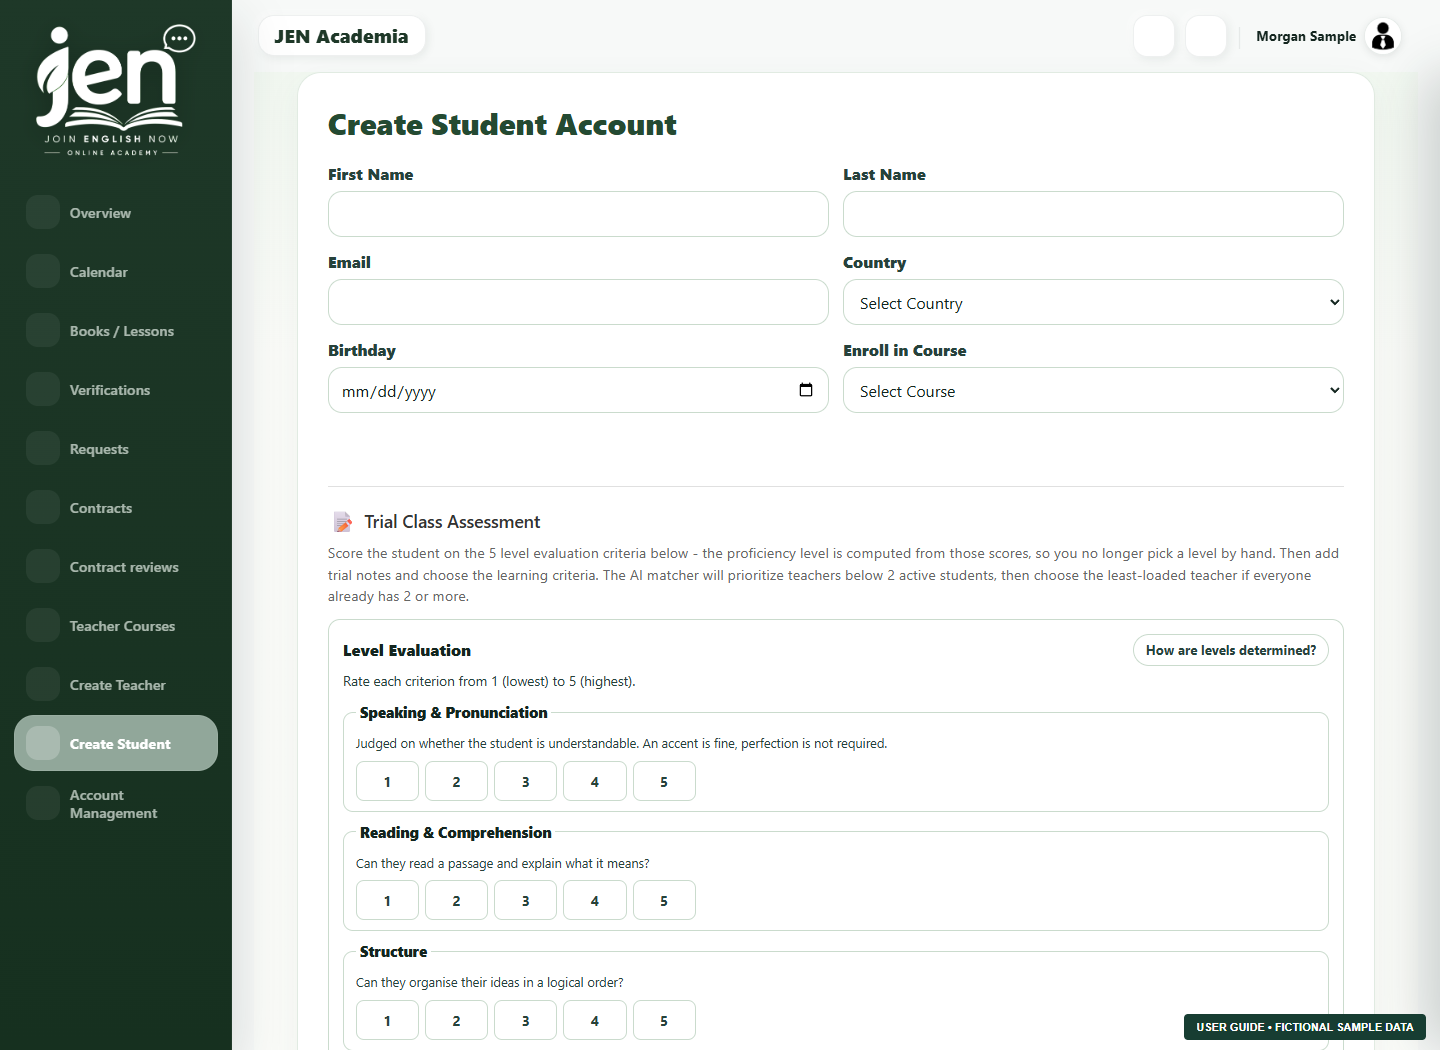 jen
JOIN ENGLISH NOW
ONLINE ACADEMY
Overview
Calendar
Books / Lessons
Verifications
Requests
Contracts
Contract reviews
Teacher Courses
Create Teacher
Create Student
Account
Management
JEN Academia
Morgan Sample
Create Student Account
First Name
Last Name
Email
Country
Select Country
Birthday
Enroll in Course
mm/dd/yyyy
Select Course
Trial Class Assessment
Score the student on the 5 level evaluation criteria below - the proficiency level is computed from those scores, so you no longer pick a level by hand. Then add
trial notes and choose the learning criteria. The AI matcher will prioritize teachers below 2 active students, then choose the least-loaded teacher if everyone
already has 2 or more.
Level Evaluation
How are levels determined?
Rate each criterion from 1 (lowest) to 5 (highest).
Speaking & Pronunciation
Judged on whether the student is understandable. An accent is fine, perfection is not required.
1 2 3 4 5
Reading & Comprehension
Can they read a passage and explain what it means?
1 2 3 4 5
Structure
Can they organise their ideas in a logical order?
1 2 3 4 5
USER GUIDE • FICTIONAL SAMPLE DATA